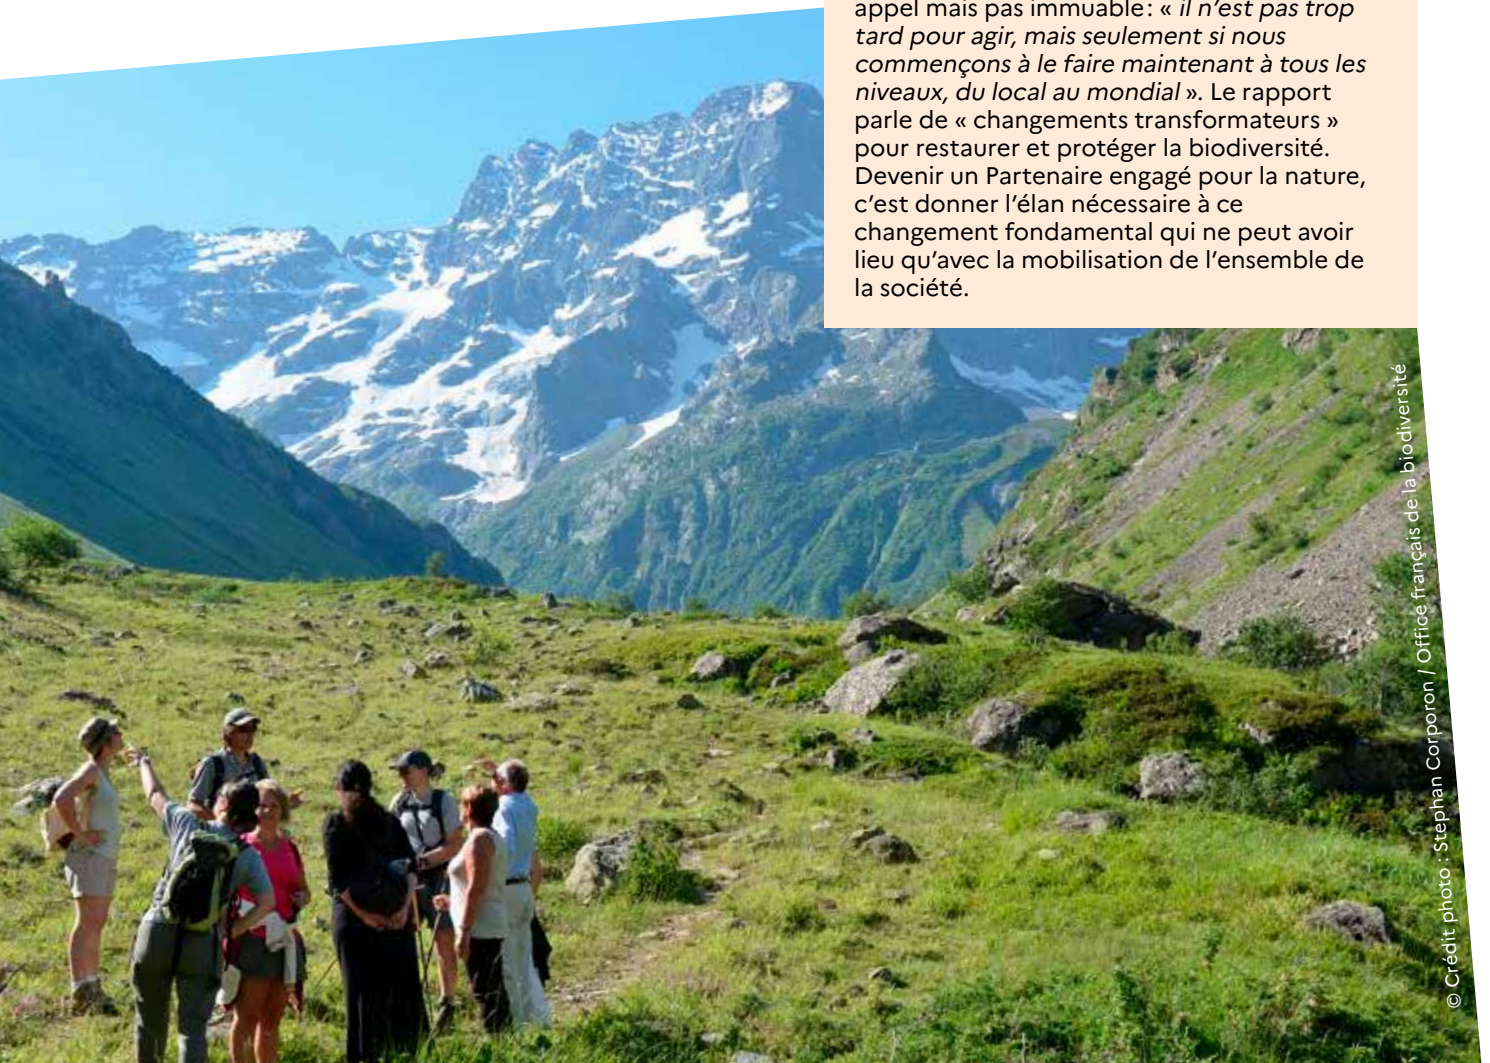 appel mais pas immuable : « il n’est pas trop
tard pour agir, mais seulement si nous
commençons à le faire maintenant à tous les
niveaux, du local au mondial ». Le rapport
parle de « changements transformateurs »
pour restaurer et protéger la biodiversité.
Devenir un Partenaire engagé pour la nature,
c’est donner l’élan nécessaire à ce
changement fondamental qui ne peut avoir
lieu qu’avec la mobilisation de l’ensemble de
la société.
© Crédit photo : Stephan Corporon / Office français de la biodiversité